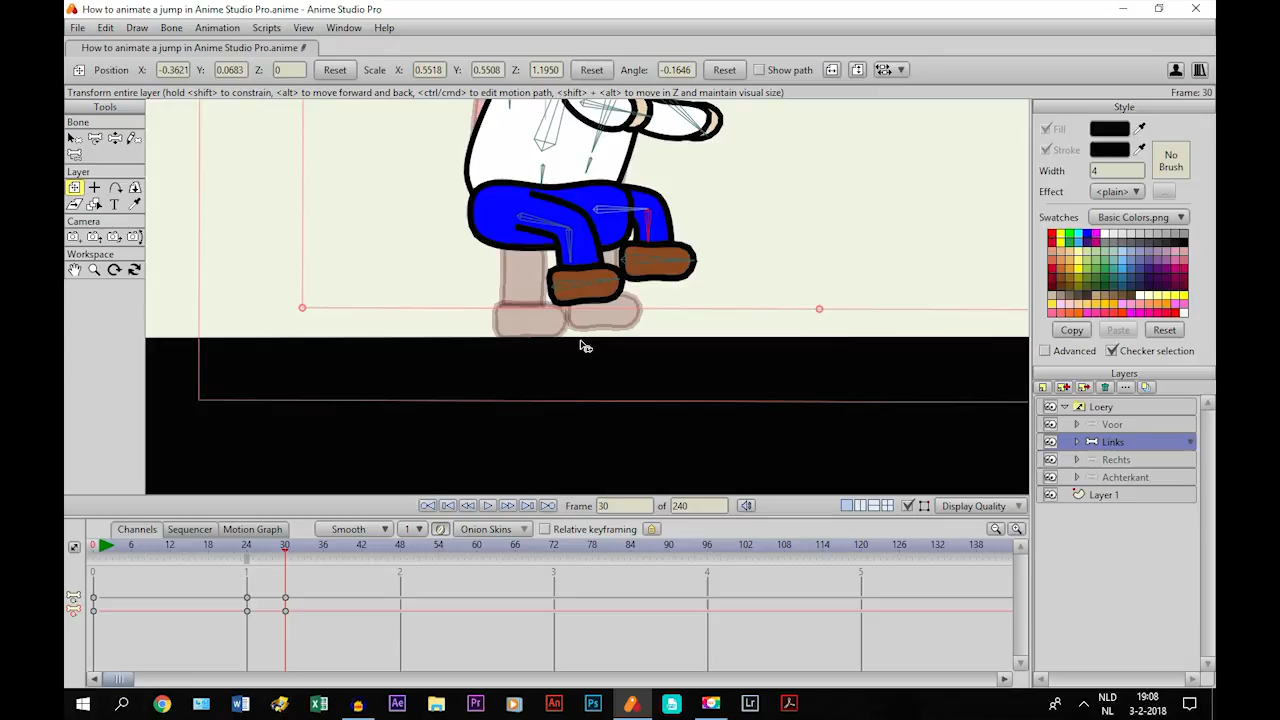 How to animate a jump in Anime Studio Pro.anime - Anime Studio Pro
File Edit Draw Bone Animation Scripts View Window Help
How to animate a jump in Anime Studio Pro.anime
Position X: -0.3621 Y: 0.0683 Z: 0 Reset Scale X: 0.5518 Y: 0.5508 Z: 1.1950 Reset Angle: -0.1646 Reset Show path
Transform entire layer (hold <shift> to constrain, <alt> to move forward and back, <ctrl/cmd> to edit motion path, <shift> + <alt> to move in Z and maintain visual size) Frame: 30
Tools
Bone
Layer
T
Camera
Workspace
Style
Fill
Stroke
No
Brush
Width 4
Effect <plain>
Swatches Basic Colors.png
Copy Paste Reset
Advanced Checker selection
Layers
Loery
Voor
Links
Rechts
Achterkant
Layer 1
Frame 30 of 240 Display Quality
Channels Sequencer Motion Graph Smooth 1 Onion Skins Relative keyframing
0 6 12 18 24 30 36 42 48 54 60 66 72 78 84 90 96 102 108 114 120 126 132 138
0 1 2 3 4 5
Ae Pr An Ps Lr
NLD 19:08
NL 3-2-2018